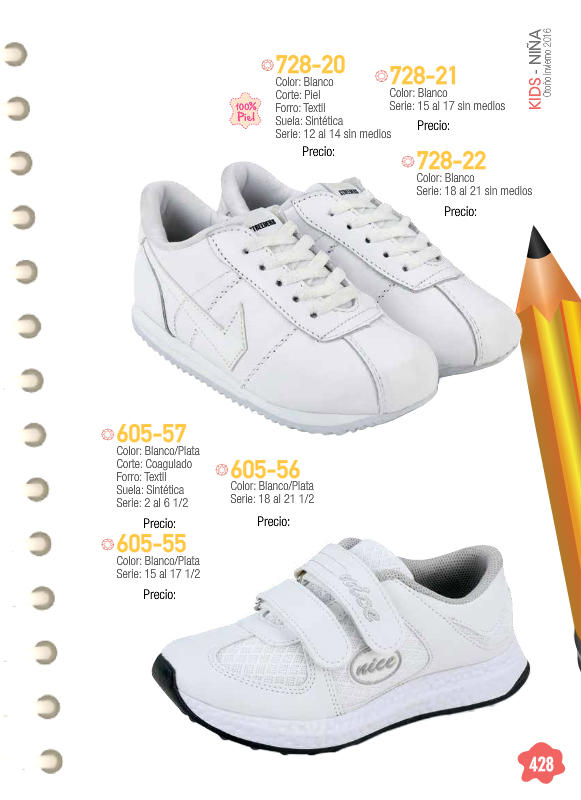 KIDS - NIÑA
Otoño Invierno 2016
728-20
Color: Blanco
Corte: Piel
Forro: Textil
Suela: Sintética
Serie: 12 al 14 sin medios
Precio:
100%
Piel
728-21
Color: Blanco
Serie: 15 al 17 sin medios
Precio:
728-22
Color: Blanco
Serie: 18 al 21 sin medios
Precio:
605-57
Color: Blanco/Plata
Corte: Coagulado
Forro: Textil
Suela: Sintética
Serie: 2 al 6 1/2
Precio:
605-56
Color: Blanco/Plata
Serie: 18 al 21 1/2
Precio:
605-55
Color: Blanco/Plata
Serie: 15 al 17 1/2
Precio:
nice
nice
428